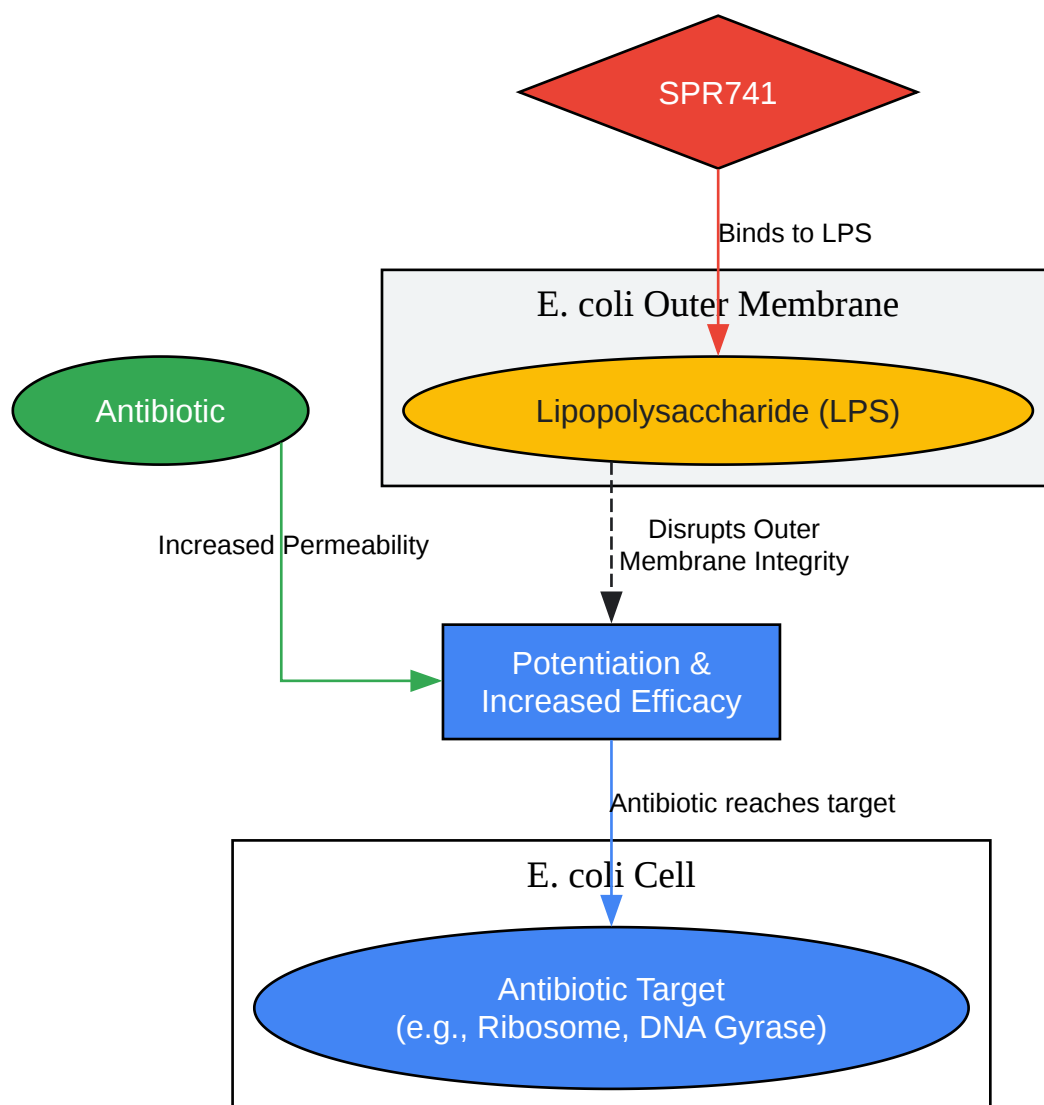 SPR741
Binds to LPS
E. coli Outer Membrane
Lipopolysaccharide (LPS)
Antibiotic
Increased Permeability
Disrupts Outer
Membrane Integrity
Potentiation &
Increased Efficacy
Antibiotic reaches target
E. coli Cell
Antibiotic Target
(e.g., Ribosome, DNA Gyrase)